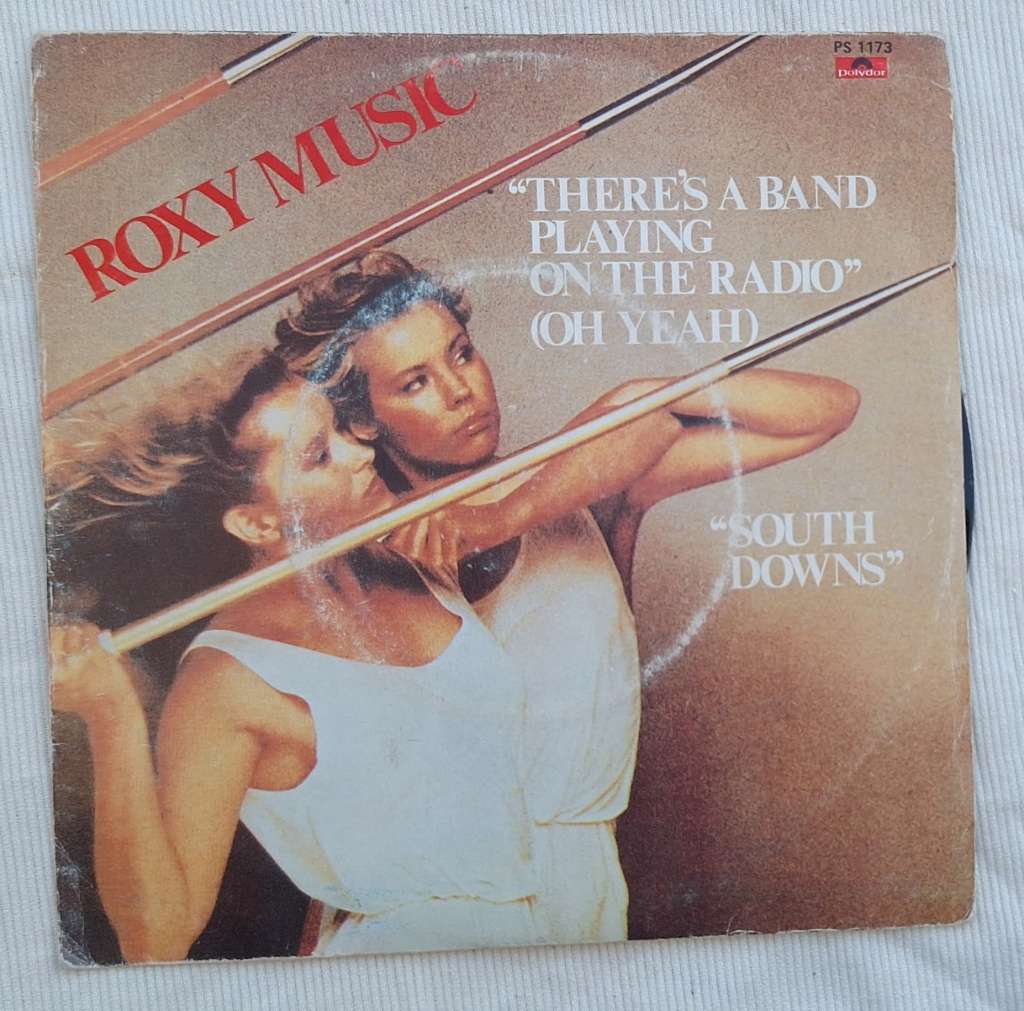 PS 1173
polydor
ROXY MUSIC
“THERE'S A BAND
PLAYING
ON THE RADIO”
(OH YEAH)
“SOUTH
DOWNS”